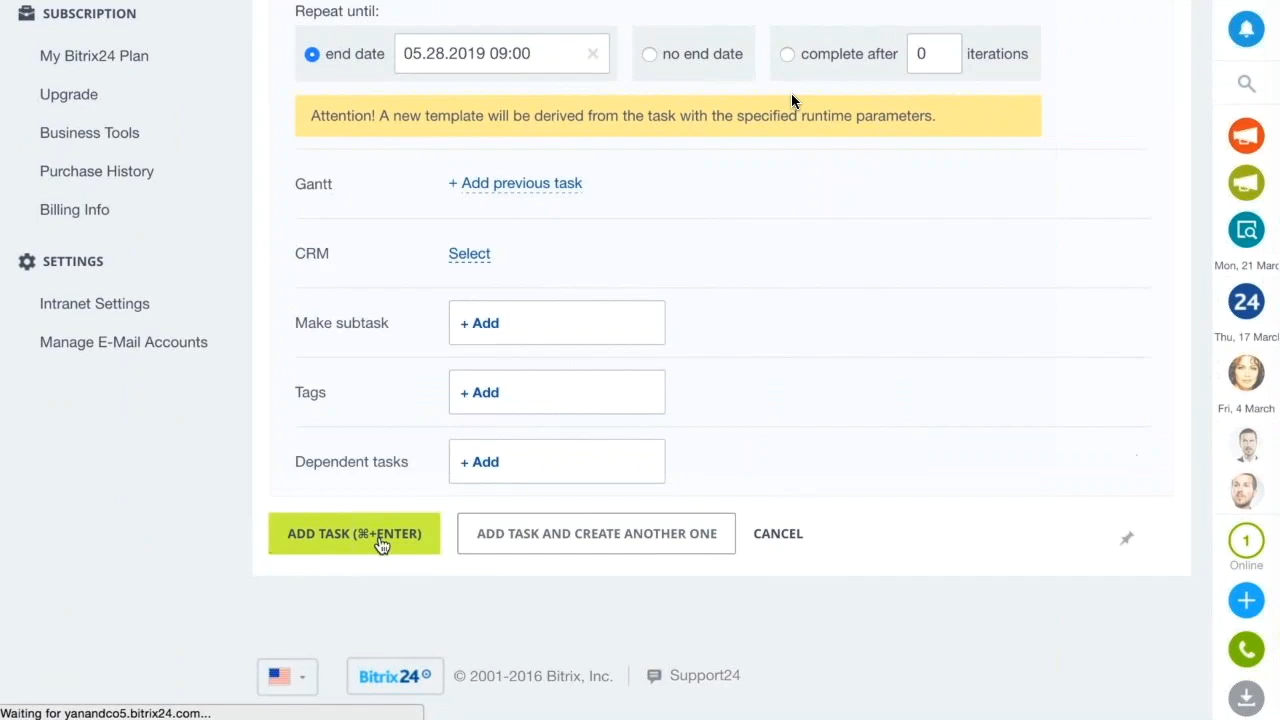 SUBSCRIPTION
My Bitrix24 Plan
Upgrade
Business Tools
Purchase History
Billing Info
SETTINGS
Intranet Settings
Manage E-Mail Accounts
Repeat until:
end date 05.28.2019 09:00 no end date complete after 0 iterations
Attention! A new template will be derived from the task with the specified runtime parameters.
Gantt + Add previous task
CRM Select
Make subtask + Add
Tags + Add
Dependent tasks + Add
ADD TASK (⌘+ENTER) ADD TASK AND CREATE ANOTHER ONE CANCEL
Bitrix24 © 2001-2016 Bitrix, Inc. Support24
Waiting for yanandco5.bitrix24.com...
Mon, 21 Marc
24
Thu, 17 Marc
Fri, 4 March
1
Online